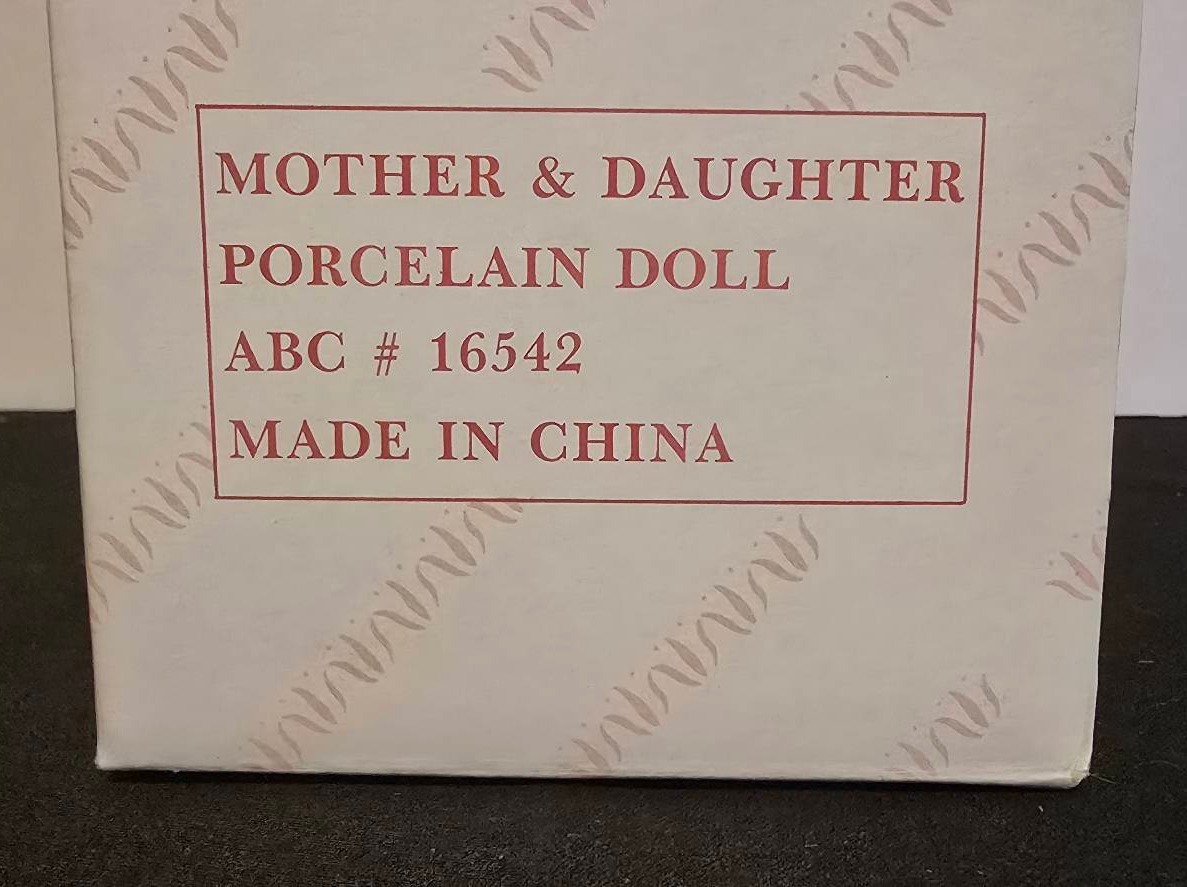 MOTHER & DAUGHTER
PORCELAIN DOLL
ABC # 16542
MADE IN CHINA